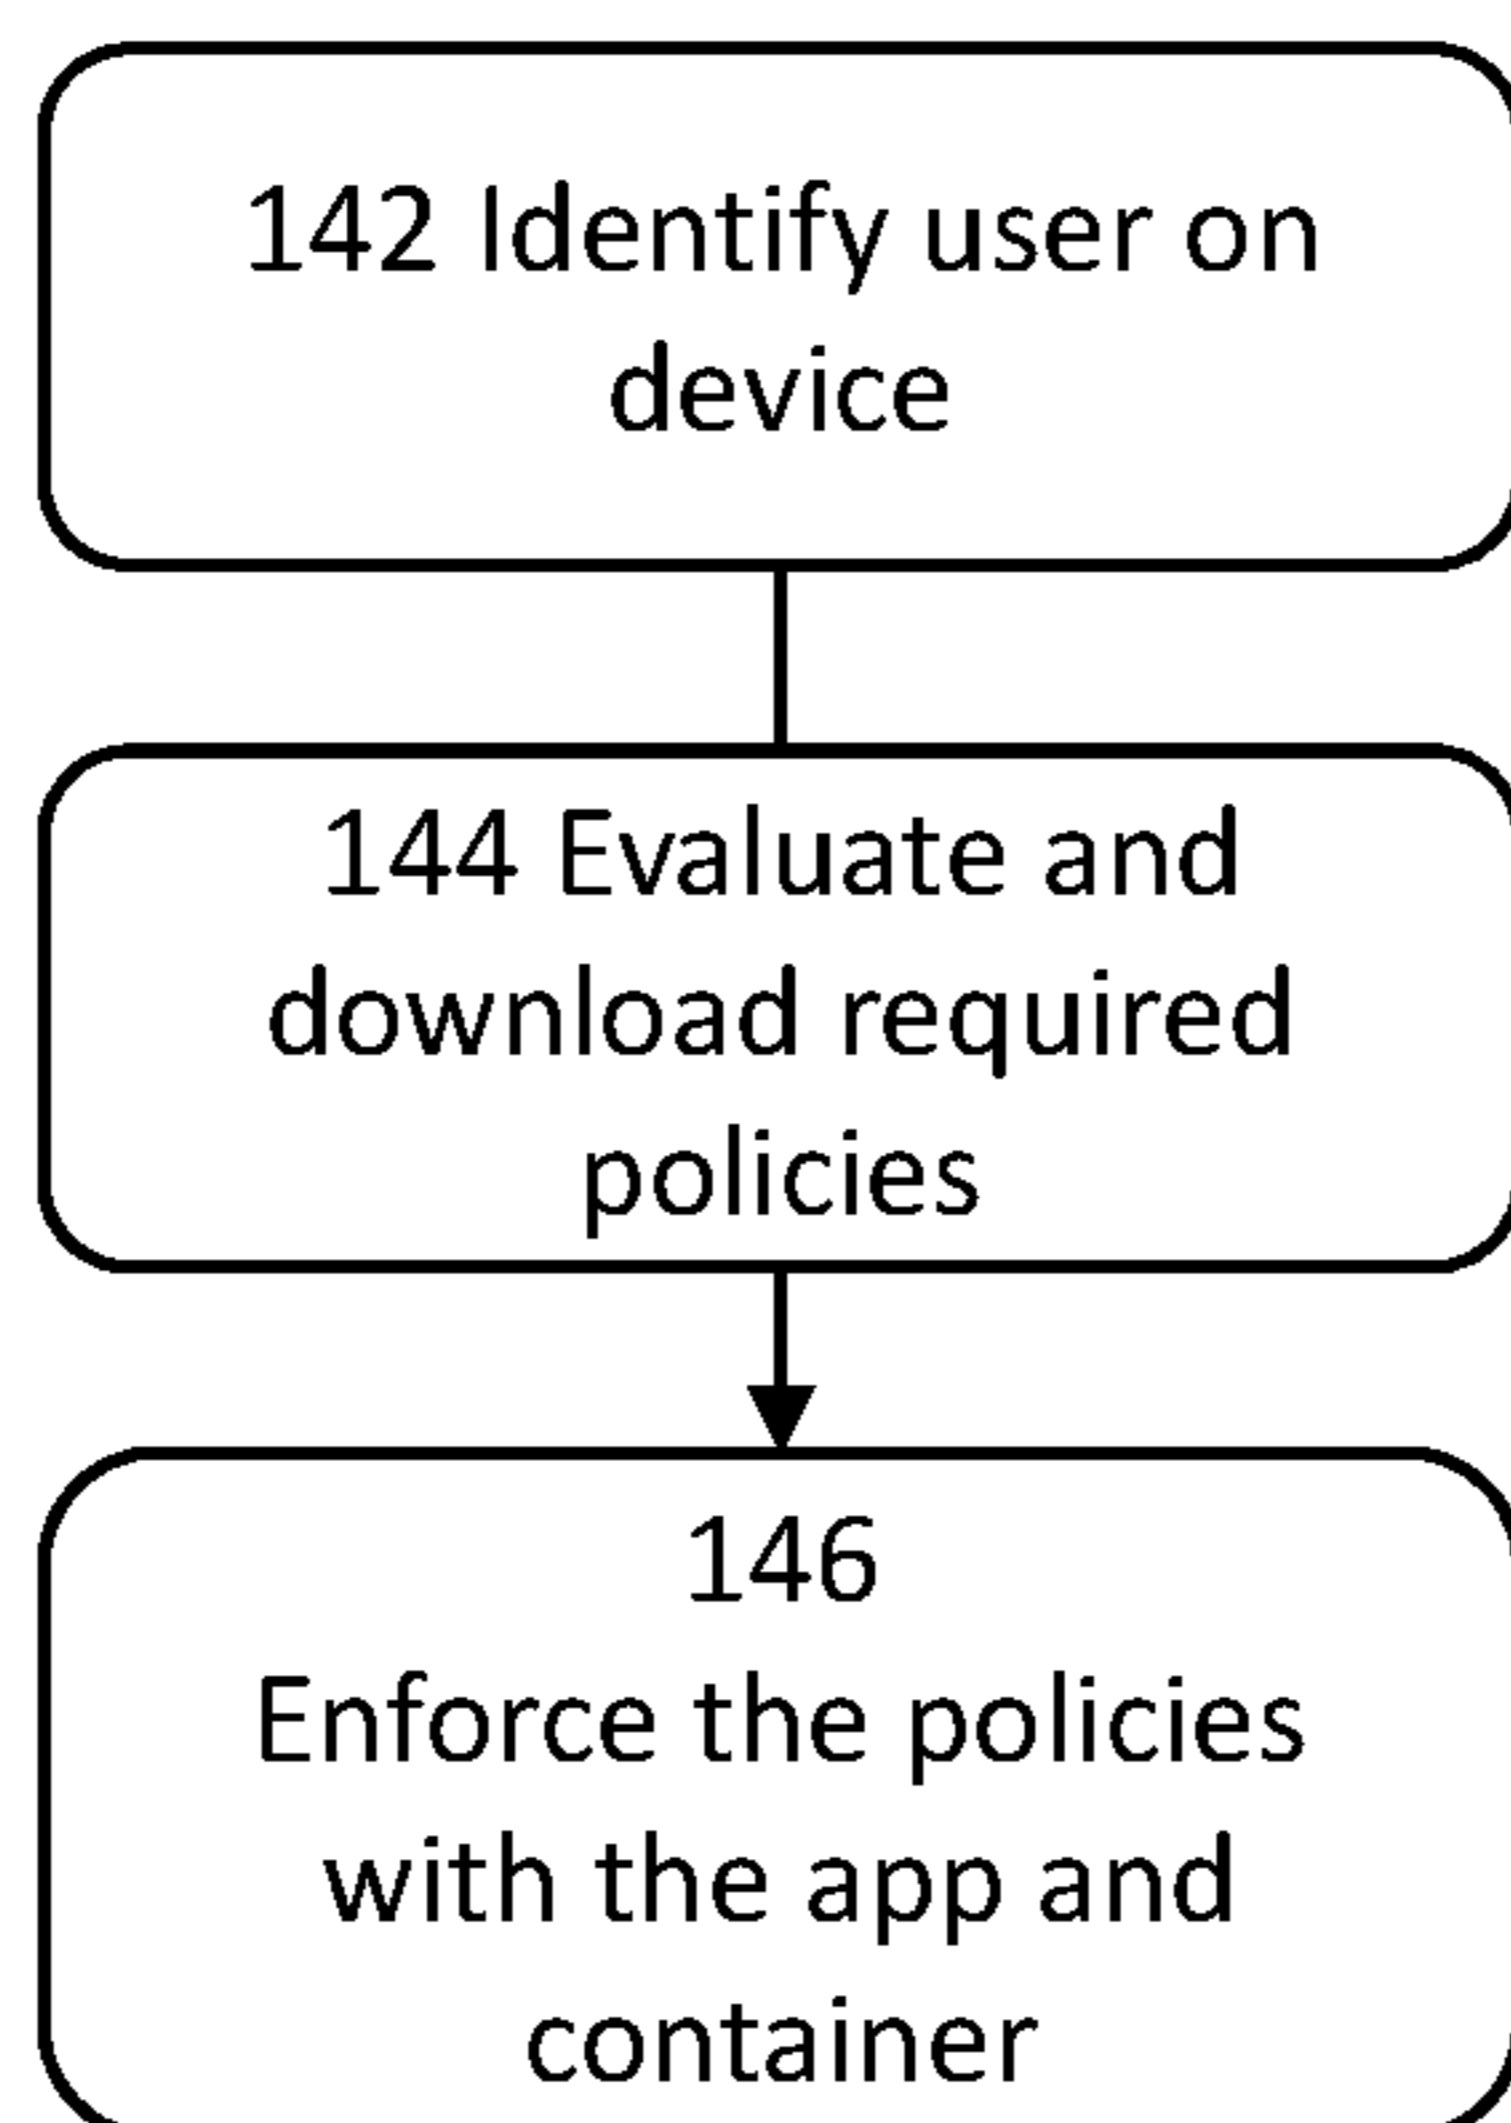 142 Identify user on
device
144 Evaluate and
download required
policies
146
Enforce the policies
with the app and
container